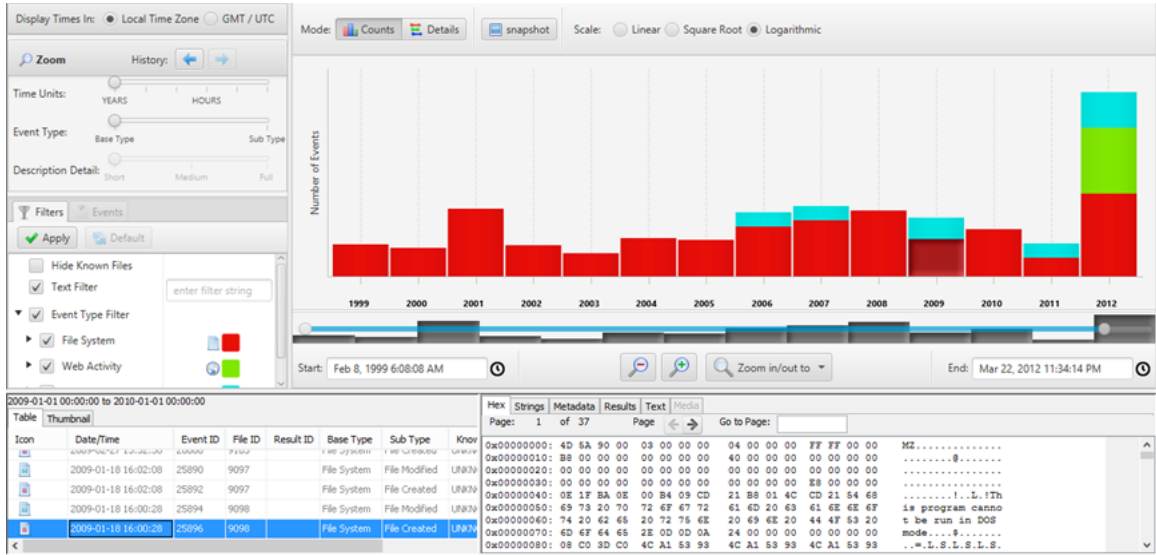 Display Times In: Local Time Zone GMT / UTC
Zoom History:
Time Units:
YEARS HOURS
Event Type:
Base Type Sub Type
Description Detail:
Short Medium Full
Filters Events
Apply Default
Hide Known Files
Text Filter enter filter string
Event Type Filter
File System
Web Activity
Mode: Counts Details snapshot Scale: Linear Square Root Logarithmic
Number of Events
1999 2000 2001 2002 2003 2004 2005 2006 2007 2008 2009 2010 2011 2012
Start: Feb 8, 1999 6:08:08 AM Zoom in/out to End: Mar 22, 2012 11:34:14 PM
2009-01-01 00:00:00 to 2010-01-01 00:00:00
Table Thumbnail
Icon Date/Time Event ID File ID Result ID Base Type Sub Type Know
2009-01-18 16:02:08 25890 9097 File System File Modified UNKN
2009-01-18 16:02:08 25892 9097 File System File Created UNKN
2009-01-18 16:00:28 25894 9098 File System File Modified UNKN
2009-01-18 16:00:28 25896 9098 File System File Created UNKN
Hex Strings Metadata Results Text Media
Page: 1 of 37 Page Go to Page:
0x00000000: 4D 5A 90 00 03 00 00 00 04 00 00 00 FF FF 00 00 MZ..............
0x00000010: B8 00 00 00 00 00 00 00 40 00 00 00 00 00 00 00 ........@.......
0x00000020: 00 00 00 00 00 00 00 00 00 00 00 00 00 00 00 00 ................
0x00000030: 00 00 00 00 00 00 00 00 00 00 00 00 E8 00 00 00 ................
0x00000040: 0E 1F BA 0E 00 B4 09 CD 21 B8 01 4C CD 21 54 68 ........!..L.!Th
0x00000050: 69 73 20 70 72 6F 67 72 61 6D 20 63 61 6E 6E 6F is program canno
0x00000060: 74 20 62 65 20 72 75 6E 20 69 6E 20 44 4F 53 20 t be run in DOS
0x00000070: 6D 6F 64 65 2E 0D 0D 0A 24 00 00 00 00 00 00 00 mode....$.......
0x00000080: 08 C0 3D C0 4C A1 53 93 4C A1 53 93 4C A1 53 93 ..=.L.S.L.S.L.S.